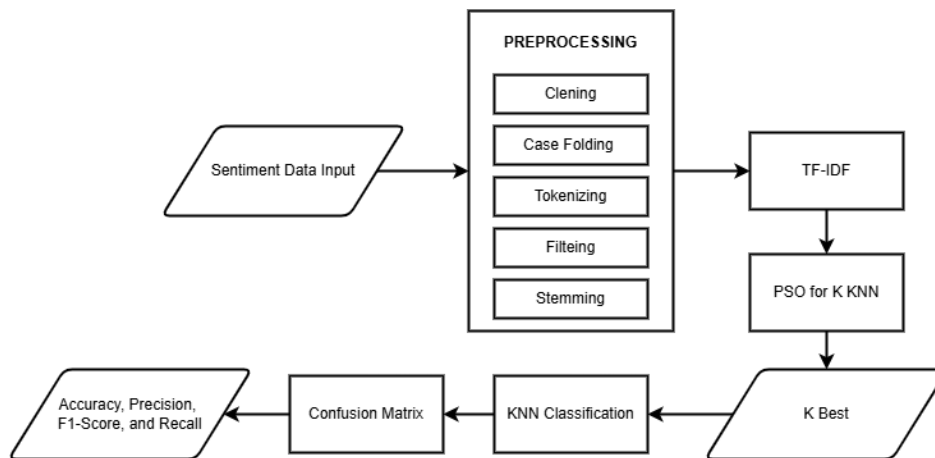 PREPROCESSING
Clening
Case Folding
Tokenizing
Filteing
Stemming
Sentiment Data Input
TF-IDF
PSO for K KNN
K Best
KNN Classification
Confusion Matrix
Accuracy, Precision,
F1-Score, and Recall